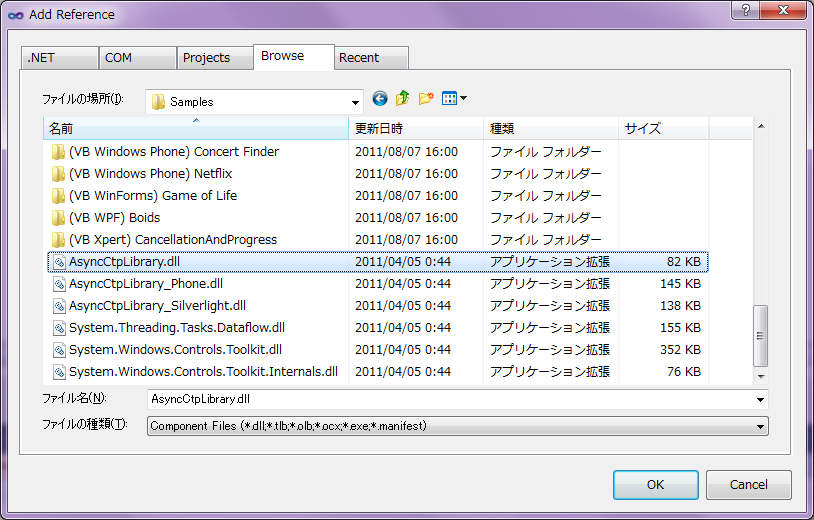 Add Reference
.NET COM Projects Browse Recent
ファイルの場所(I): Samples
名前 更新日時 種類 サイズ
(VB Windows Phone) Concert Finder 2011/08/07 16:00 ファイル フォルダー
(VB Windows Phone) Netflix 2011/08/07 16:00 ファイル フォルダー
(VB WinForms) Game of Life 2011/08/07 16:00 ファイル フォルダー
(VB WPF) Boids 2011/08/07 16:00 ファイル フォルダー
(VB Xpert) CancellationAndProgress 2011/08/07 16:00 ファイル フォルダー
AsyncCtpLibrary.dll 2011/04/05 0:44 アプリケーション拡張 82 KB
AsyncCtpLibrary_Phone.dll 2011/04/05 0:44 アプリケーション拡張 145 KB
AsyncCtpLibrary_Silverlight.dll 2011/04/05 0:44 アプリケーション拡張 138 KB
System.Threading.Tasks.Dataflow.dll 2011/04/05 0:44 アプリケーション拡張 155 KB
System.Windows.Controls.Toolkit.dll 2011/04/05 0:44 アプリケーション拡張 352 KB
System.Windows.Controls.Toolkit.Internals.dll 2011/04/05 0:44 アプリケーション拡張 76 KB
ファイル名(N): AsyncCtpLibrary.dll
ファイルの種類(T): Component Files (*.dll;*.tlb;*.olb;*.ocx;*.exe;*.manifest)
OK Cancel